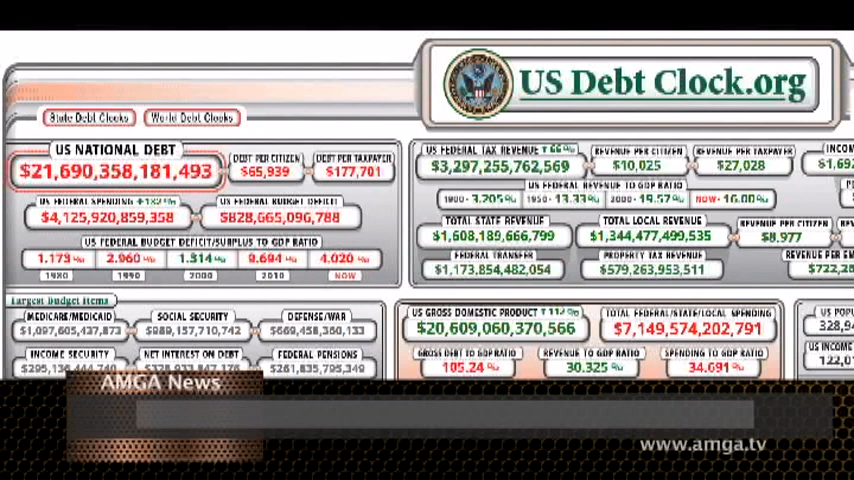 US Debt Clock.org
State Debt Clocks World Debt Clocks
US NATIONAL DEBT
$21,690,358,181,493
DEBT PER CITIZEN
$65,939
DEBT PER TAXPAYER
$177,701
US FEDERAL SPENDING
$4,125,920,859,358
US FEDERAL BUDGET DEFICIT
$828,665,096,788
US FEDERAL BUDGET DEFICIT/SURPLUS TO GDP RATIO
1.173% 2.960% 1.314% 9.694% 4.020%
1980 1990 2000 2010 NOW
US FEDERAL TAX REVENUE ↑ 66%
$3,297,255,762,569
REVENUE PER CITIZEN
$10,025
REVENUE PER TAXPAYER
$27,028
US FEDERAL REVENUE TO GDP RATIO
1900- 3.205% 1950- 13.33% 2000- 19.57% NOW- 16.00%
TOTAL STATE REVENUE
$1,608,189,666,799
TOTAL LOCAL REVENUE
$1,344,477,499,535
REVENUE PER CITIZEN
$8,977
FEDERAL TRANSFER
$1,173,854,482,054
PROPERTY TAX REVENUE
$579,263,953,511
Largest Budget Items
MEDICARE/MEDICAID
$1,097,605,437,873
SOCIAL SECURITY
$989,157,710,742
DEFENSE/WAR
$669,458,360,133
INCOME SECURITY
NET INTEREST ON DEBT
FEDERAL PENSIONS
$261,835,795,349
US GROSS DOMESTIC PRODUCT ↑ 112%
$20,609,060,370,566
TOTAL FEDERAL/STATE/LOCAL SPENDING
$7,149,574,202,791
GROSS DEBT TO GDP RATIO
105.24%
REVENUE TO GDP RATIO
30.325%
SPENDING TO GDP RATIO
34.691%
AMGA News
www.amga.tv